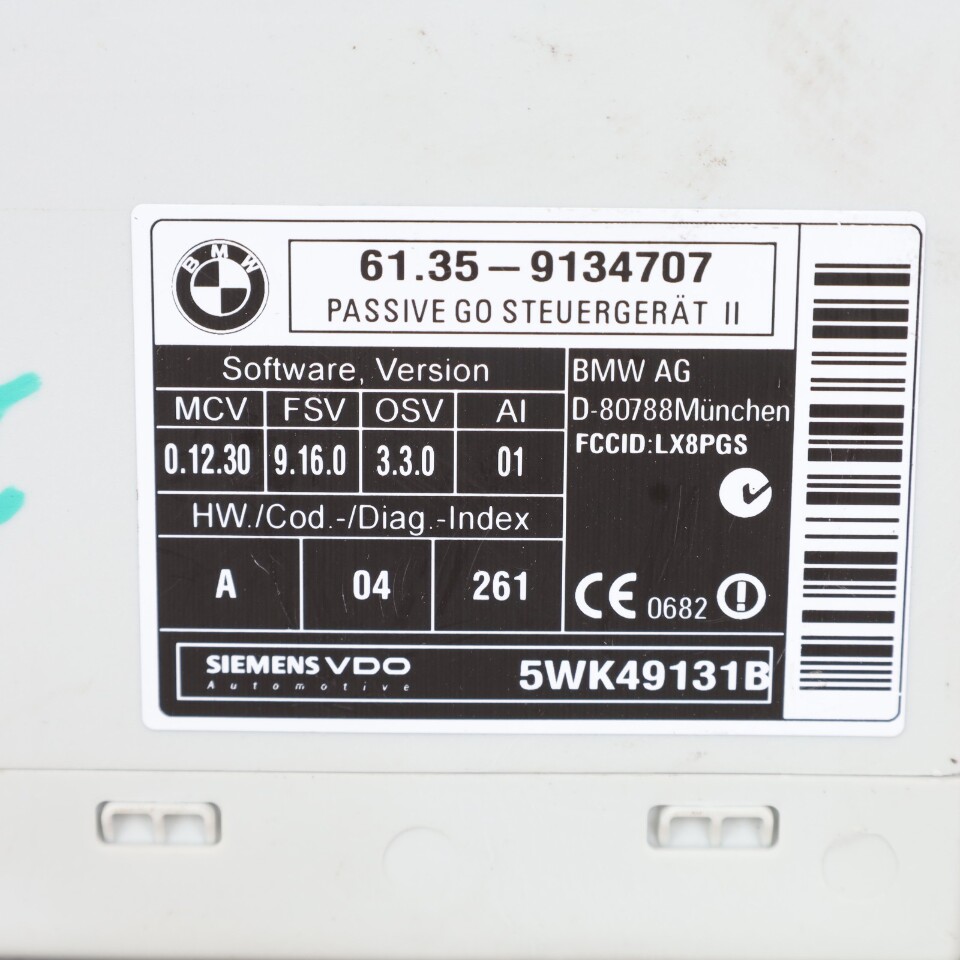 BMW
61.35–9134707
PASSIVE GO STEUERGERÄT II
Software, Version
MCV FSV OSV AI
0.12.30 9.16.0 3.3.0 01
HW./Cod.-/Diag.-Index
A 04 261
BMW AG
D-80788München
FCCID:LX8PGS
CE 0682
SIEMENS VDO
Automotive
5WK49131B